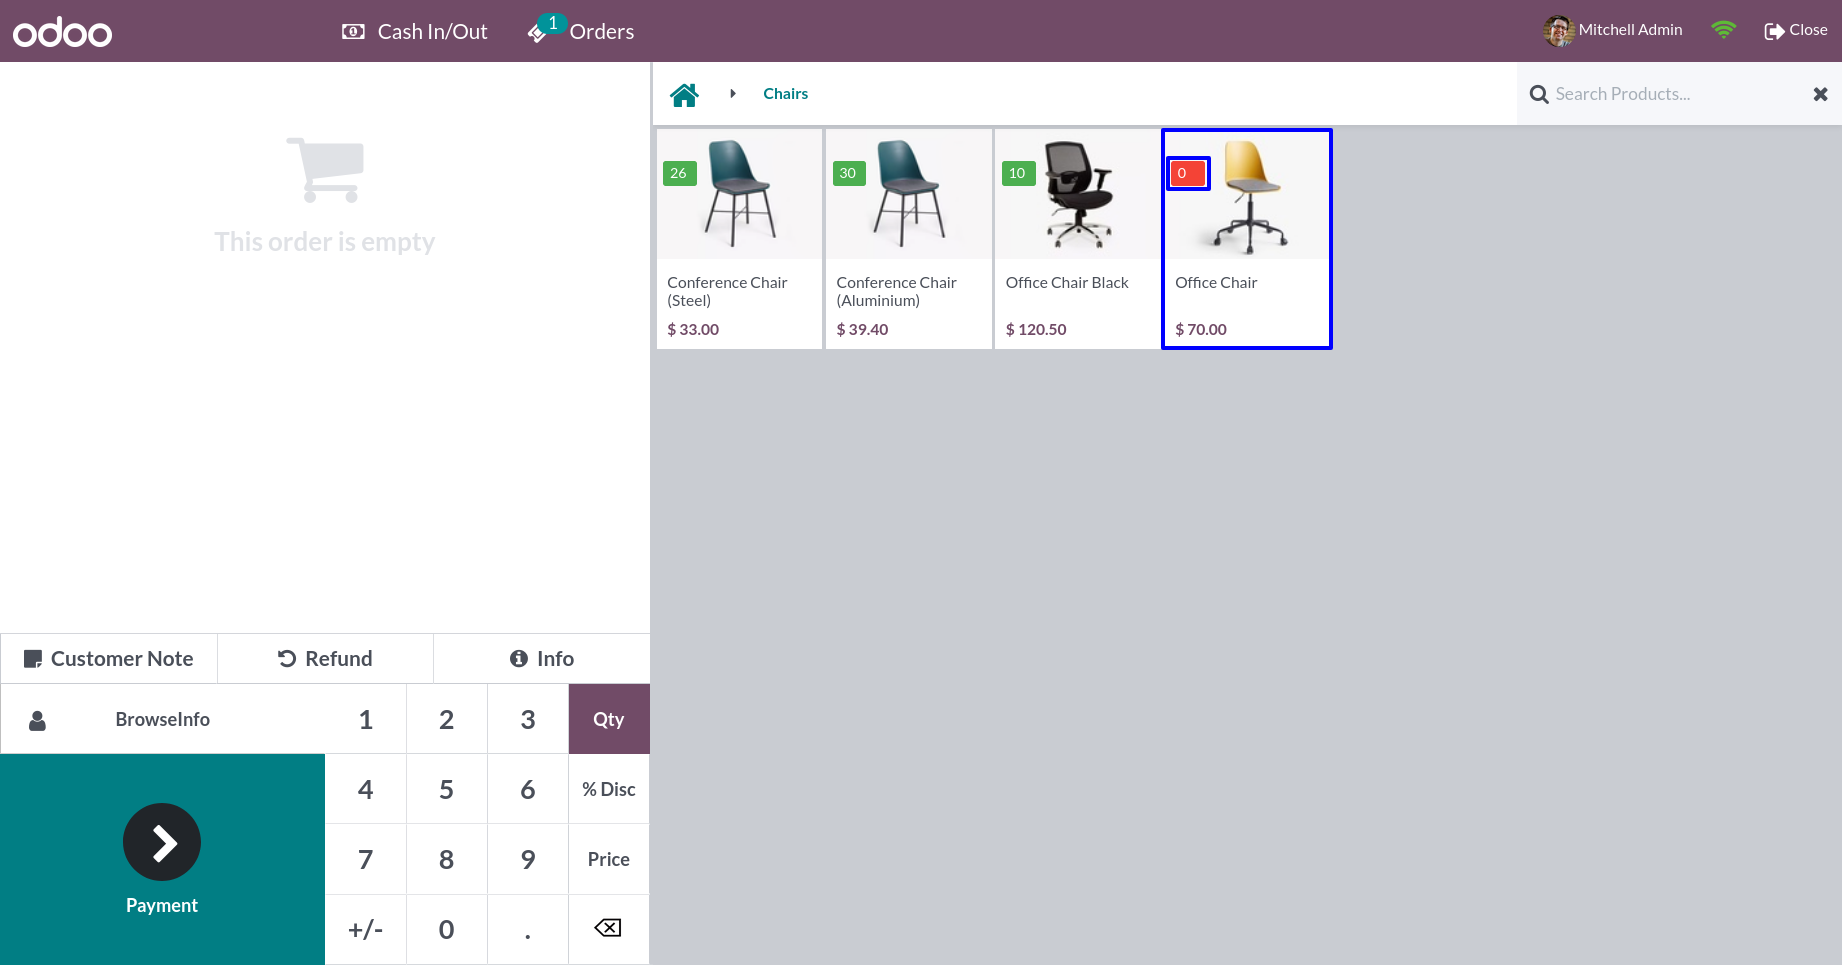 odoo
Cash In/Out
1
Orders
Mitchell Admin
Close
This order is empty
Chairs
Search Products...
26
30
10
0
Conference Chair
(Steel)
$ 33.00
Conference Chair
(Aluminium)
$ 39.40
Office Chair Black
$ 120.50
Office Chair
$ 70.00
Customer Note
Refund
Info
BrowseInfo
1
2
3
Qty
4
5
6
% Disc
Payment
7
8
9
Price
+/-
0
.